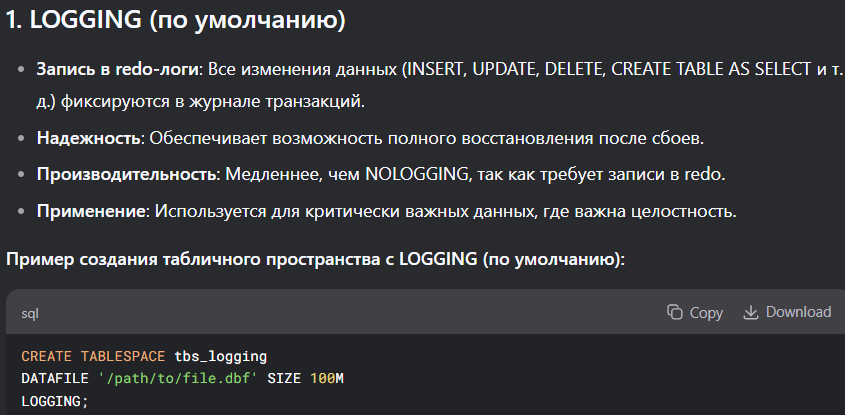 1. LOGGING (по умолчанию)
Запись в redo-логи: Все изменения данных (INSERT, UPDATE, DELETE, CREATE TABLE AS SELECT и т.
д.) фиксируются в журнале транзакций.
Надежность: Обеспечивает возможность полного восстановления после сбоев.
Производительность: Медленнее, чем NOLOGGING, так как требует записи в redo.
Применение: Используется для критически важных данных, где важна целостность.
Пример создания табличного пространства с LOGGING (по умолчанию):
sql Copy Download
CREATE TABLESPACE tbs_logging
DATAFILE '/path/to/file.dbf' SIZE 100M
LOGGING;